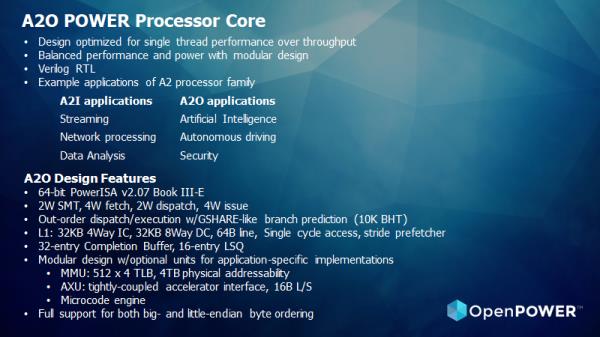 A2O POWER Processor Core
• Design optimized for single thread performance over throughput
• Balanced performance and power with modular design
• Verilog RTL
• Example applications of A2 processor family
A2I applications A2O applications
Streaming Artificial Intelligence
Network processing Autonomous driving
Data Analysis Security
A2O Design Features
• 64-bit PowerISA v2.07 Book III-E
• 2W SMT, 4W fetch, 2W dispatch, 4W issue
• Out-order dispatch/execution w/GSHARE-like branch prediction (10K BHT)
• L1: 32KB 4Way IC, 32KB 8Way DC, 64B line, Single cycle access, stride prefetcher
• 32-entry Completion Buffer, 16-entry LSQ
• Modular design w/optional units for application-specific implementations
• MMU: 512 x 4 TLB, 4TB physical addressability
• AXU: tightly-coupled accelerator interface, 16B L/S
• Microcode engine
• Full support for both big- and little-endian byte ordering
OpenPOWER™